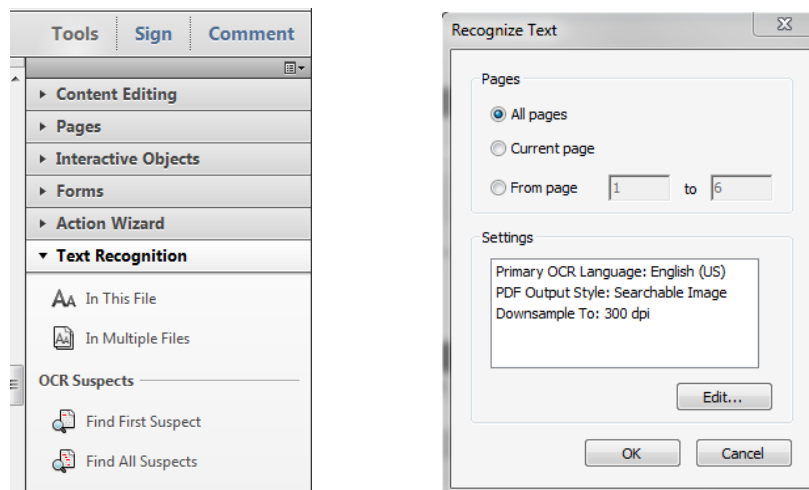 Tools Sign Comment
Content Editing
Pages
Interactive Objects
Forms
Action Wizard
Text Recognition
In This File
In Multiple Files
OCR Suspects
Find First Suspect
Find All Suspects
Recognize Text
Pages
All pages
Current page
From page 1 to 6
Settings
Primary OCR Language: English (US)
PDF Output Style: Searchable Image
Downsample To: 300 dpi
Edit...
OK Cancel